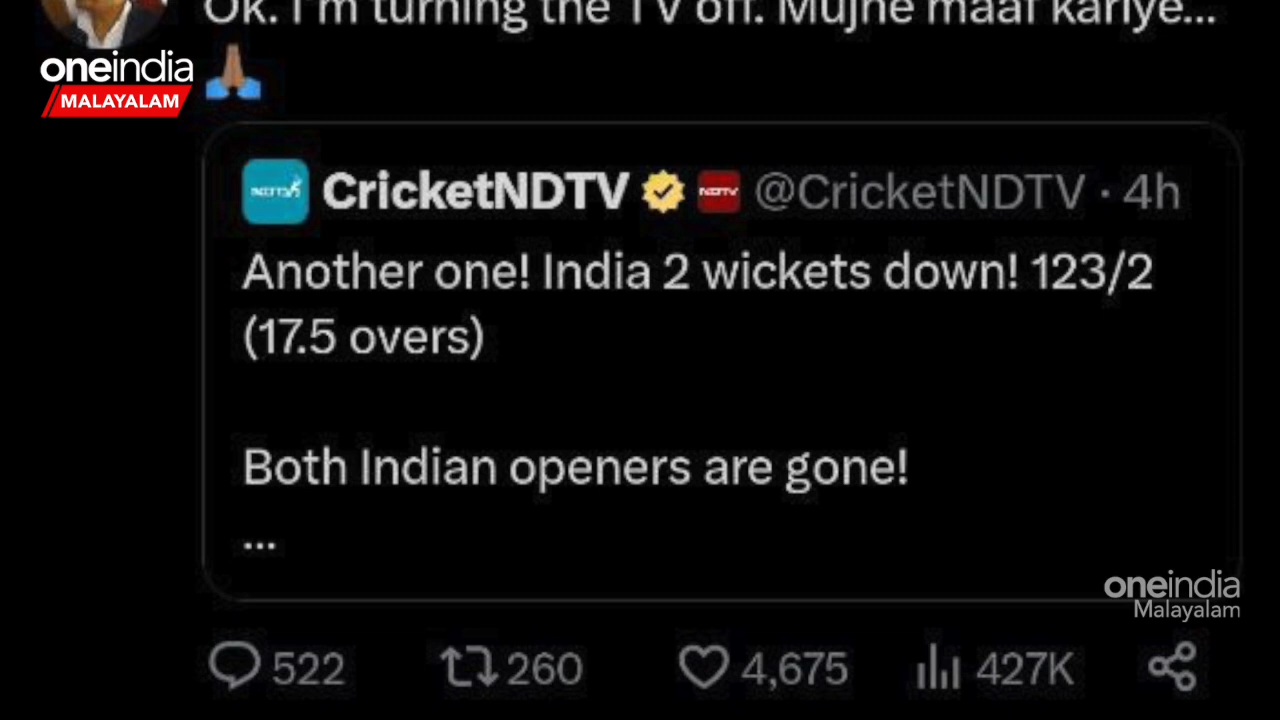 Ok. I'm turning the TV off. Mujhe maaf kariye...
oneindia
MALAYALAM
🙏🏽
CricketNDTV NDTV @CricketNDTV · 4h
Another one! India 2 wickets down! 123/2
(17.5 overs)
Both Indian openers are gone!
...
oneindia
Malayalam
522 260 4,675 427K